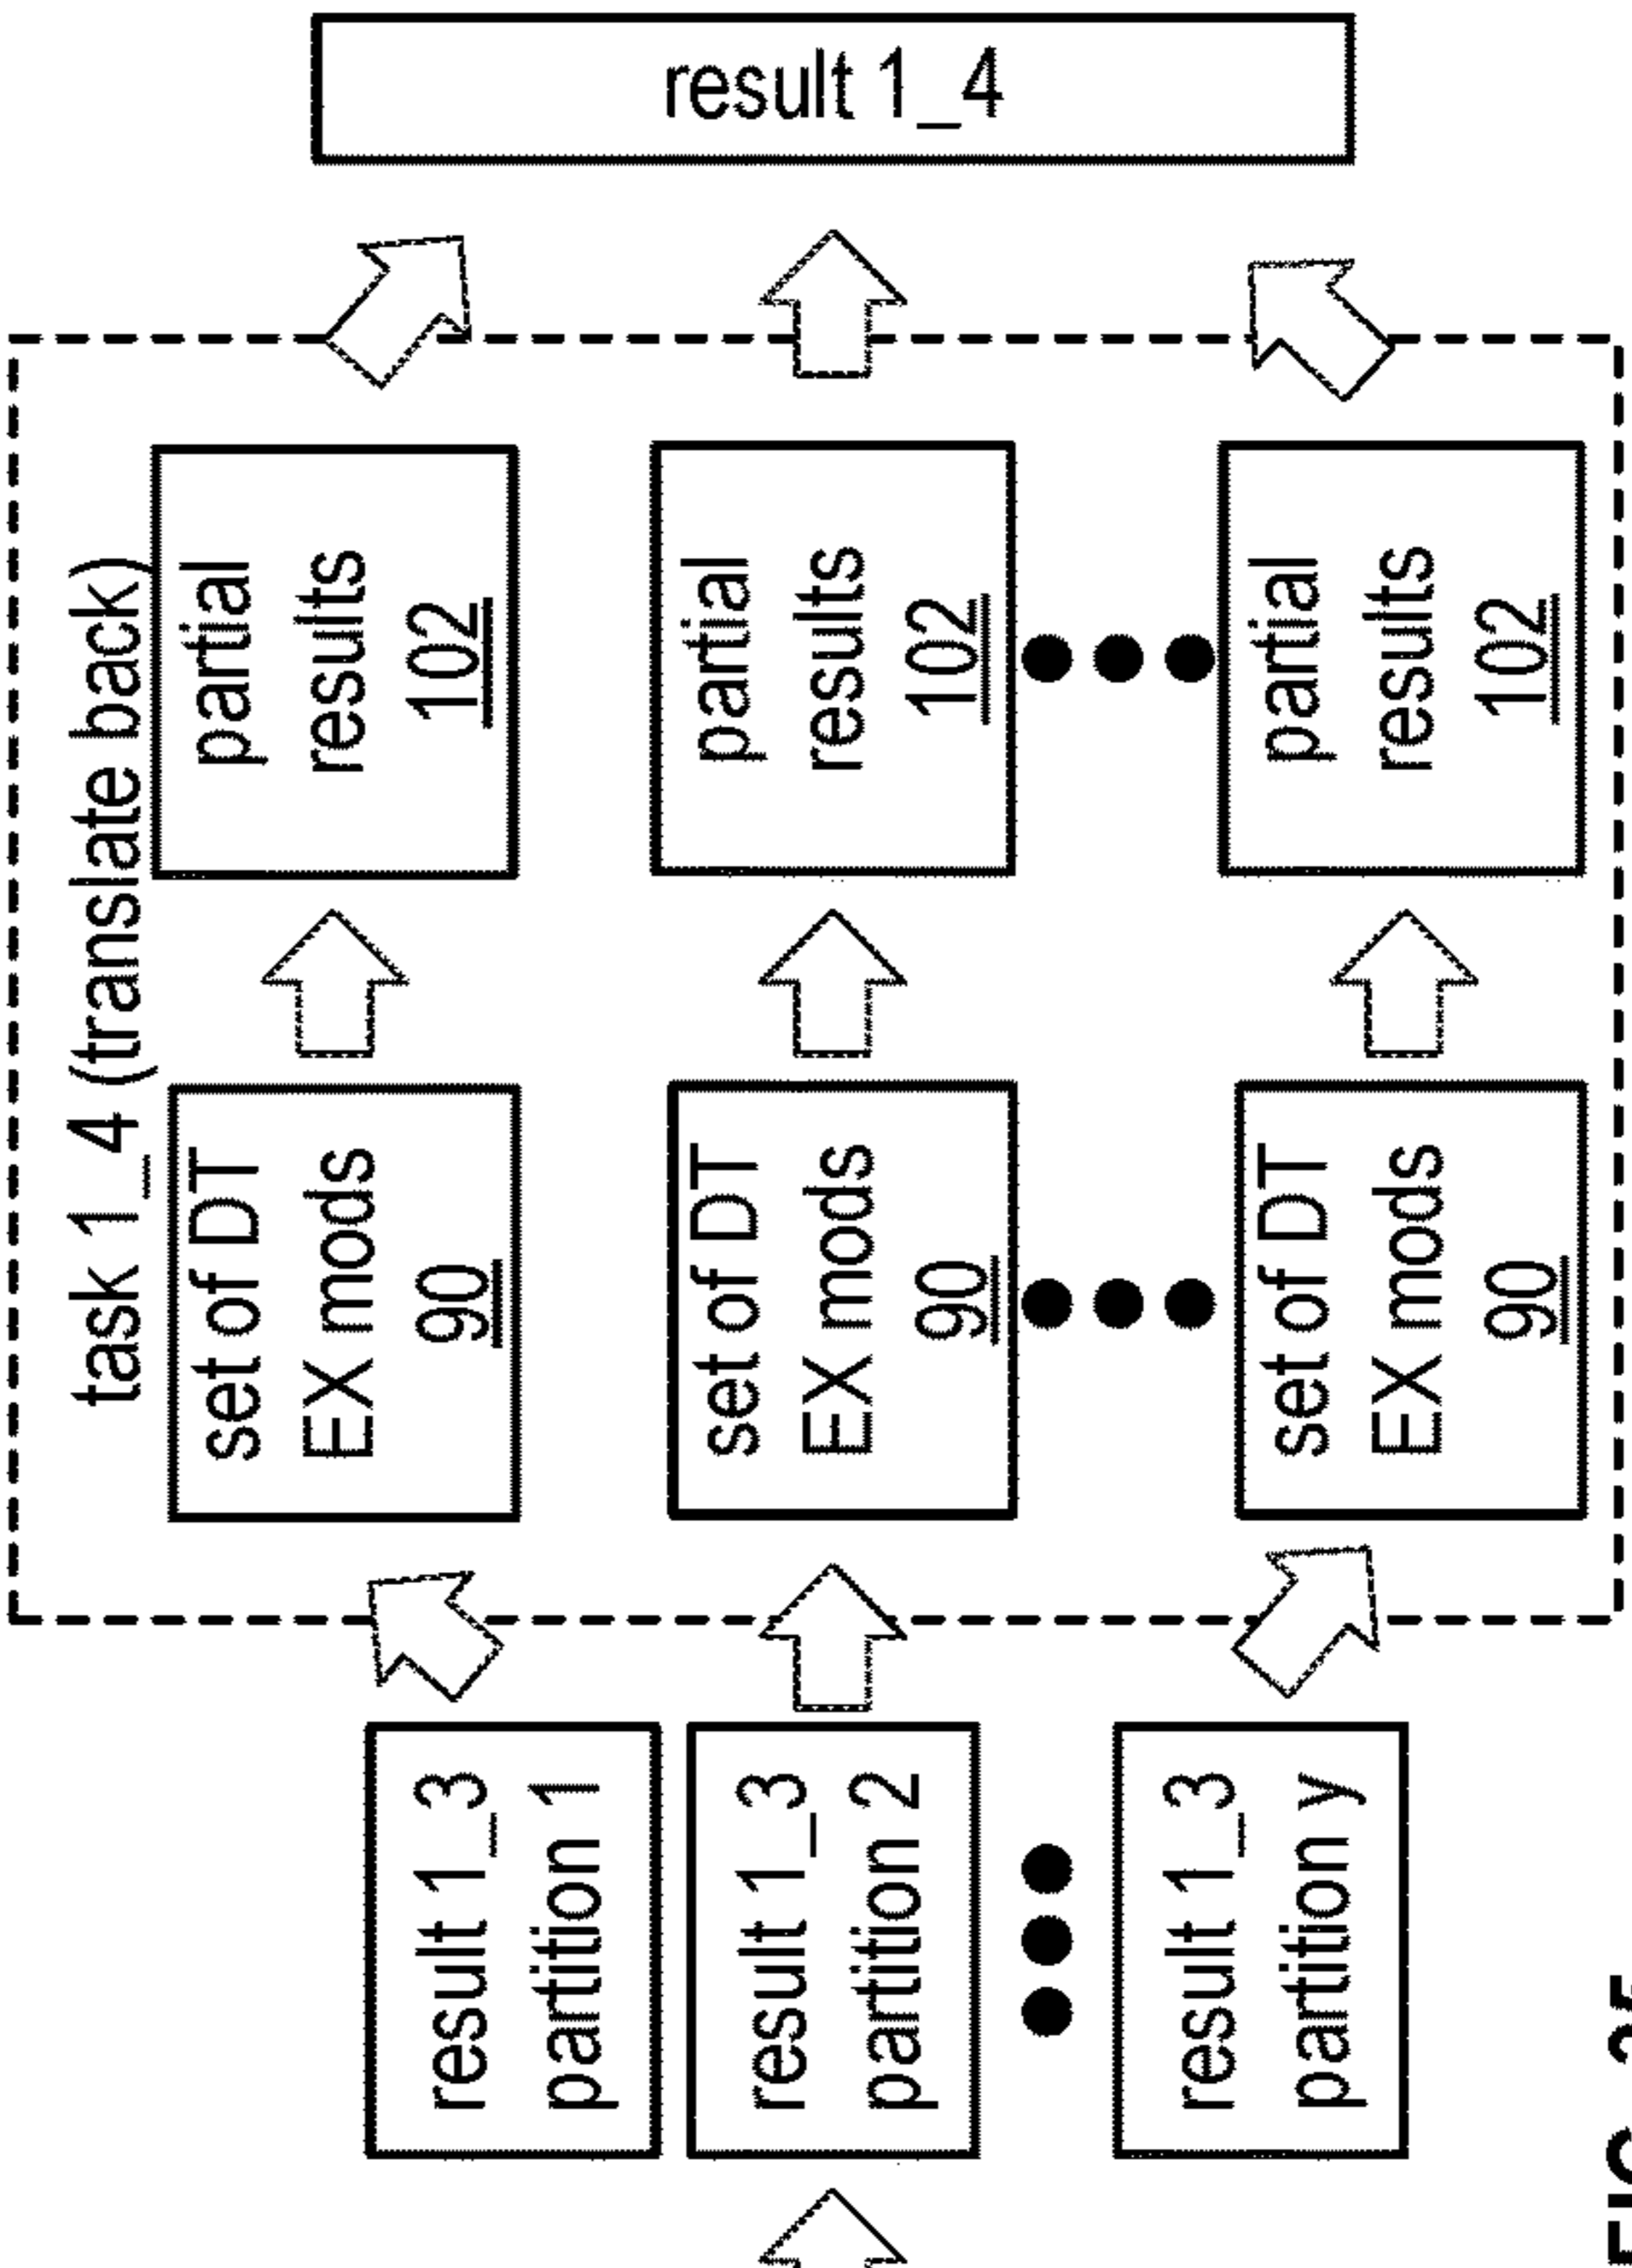 task 1_4 (translate back)
result 1_3
partition 1
set of DT
EX mods
90
partial
results
102
result 1_3
partition 2
set of DT
EX mods
90
partial
results
102
result 1_3
partition y
set of DT
EX mods
90
partial
results
102
result 1_4